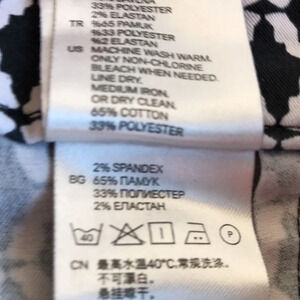 33% POLYESTER
2% ELASTAN
TR %65 PAMUK
%33 POLYESTER
%2 ELASTAN
US MACHINE WASH WARM.
ONLY NON-CHLORINE
BLEACH WHEN NEEDED.
LINE DRY.
MEDIUM IRON.
OR DRY CLEAN.
65% COTTON
33% POLYESTER
2% SPANDEX
BG 65% ПАМУК
33% ПОЛИЕСТЕР
2% ЕЛАСТАН
40 P
CN 最高水温40℃.常规洗涤.
不可漂白.
悬挂晾干.